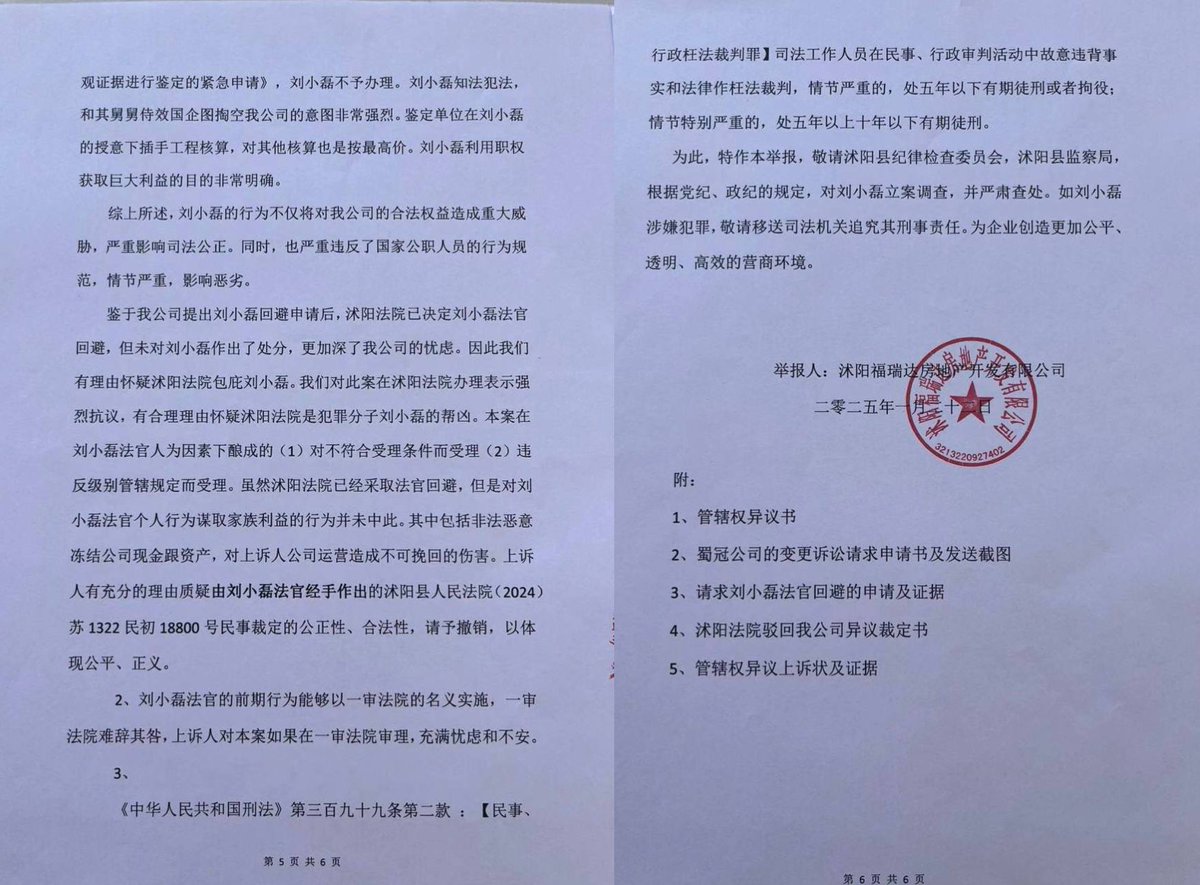 观证据进行鉴定的紧急申请》，刘小磊不予办理。刘小磊知法犯法，
和其舅舅侍效国企图掏空我公司的意图非常强烈。鉴定单位在刘小磊
的授意下插手工程核算，对其他核算也是按最高价。刘小磊利用职权
获取巨大利益的目的非常明确。
综上所述，刘小磊的行为不仅将对我公司的合法权益造成重大威
胁，严重影响司法公正。同时，也严重违反了国家公职人员的行为规
范，情节严重，影响恶劣。
鉴于我公司提出刘小磊回避申请后，沭阳法院已决定刘小磊法官
回避，但未对刘小磊作出了处分，更加深了我公司的忧虑。因此我们
有理由怀疑沭阳法院包庇刘小磊。我们对此案在沭阳法院办理表示强
烈抗议，有合理理由怀疑沭阳法院是犯罪分子刘小磊的帮凶。本案在
刘小磊法官人为因素下酿成的（1）对不符合受理条件而受理（2）违
反级别管辖规定而受理。虽然沭阳法院已经采取法官回避，但是对刘
小磊法官个人行为谋取家族利益的行为并未中此。其中包括非法恶意
冻结公司现金跟资产，对上诉人公司运营造成不可挽回的伤害。上诉
人有充分的理由质疑由刘小磊法官经手作出的沭阳县人民法院（2024）
苏 1322 民初 18800 号民事裁定的公正性、合法性，请予撤销，以体
现公平、正义。
2、刘小磊法官的前期行为能够以一审法院的名义实施，一审
法院难辞其咎，上诉人对本案如果在一审法院审理，充满忧虑和不安。
3、
《中华人民共和国刑法》第三百九十九条第二款 ：【民事、
第 5 页 共 6 页
行政枉法裁判罪】司法工作人员在民事、行政审判活动中故意违背事
实和法律作枉法裁判，情节严重的，处五年以下有期徒刑或者拘役；
情节特别严重的，处五年以上十年以下有期徒刑。
为此，特作本举报，敬请沭阳县纪律检查委员会，沭阳县监察局，
根据党纪、政纪的规定，对刘小磊立案调查，并严肃查处。如刘小磊
涉嫌犯罪，敬请移送司法机关追究其刑事责任。为企业创造更加公平、
透明、高效的营商环境。
举报人：沭阳福瑞达房地产开发有限公司
二零二五年一月二十二日
沭阳福瑞达房地产开发有限公司
3213220927402
附：
1、管辖权异议书
2、蜀冠公司的变更诉讼请求申请书及发送截图
3、请求刘小磊法官回避的申请及证据
4、沭阳法院驳回我公司异议裁定书
5、管辖权异议上诉状及证据
第 6 页 共 6 页